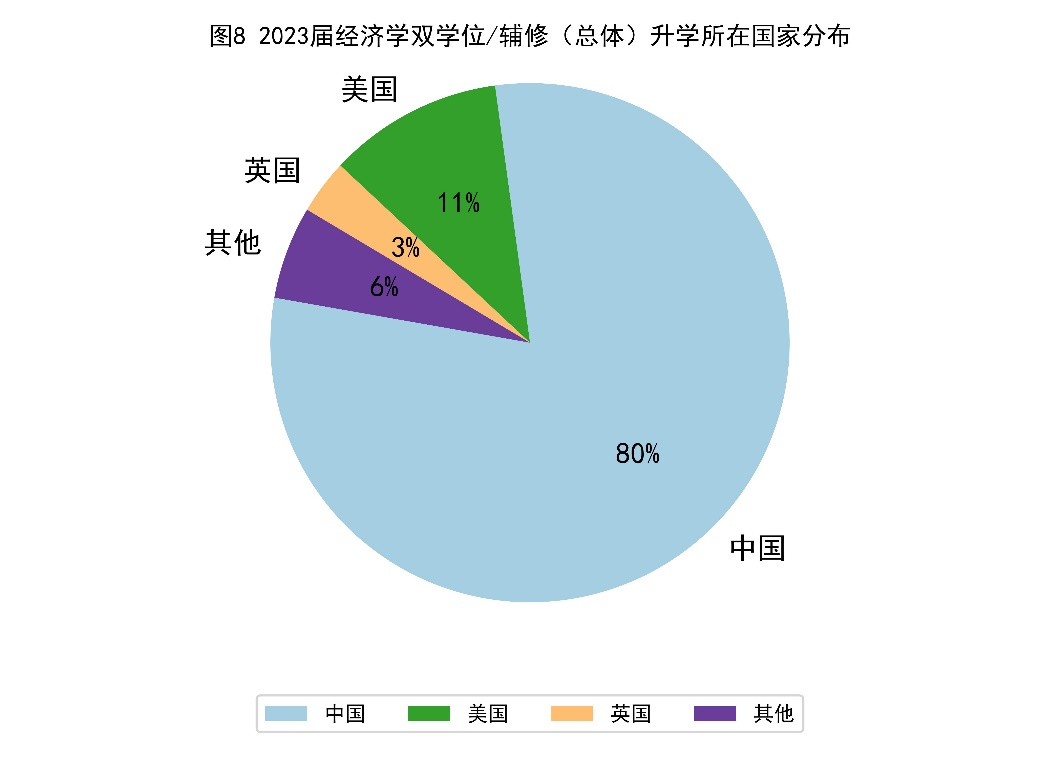 图8 2023届经济学双学位/辅修（总体）升学所在国家分布
美国
英国
其他
11%
3%
6%
80%
中国
中国 美国 英国 其他